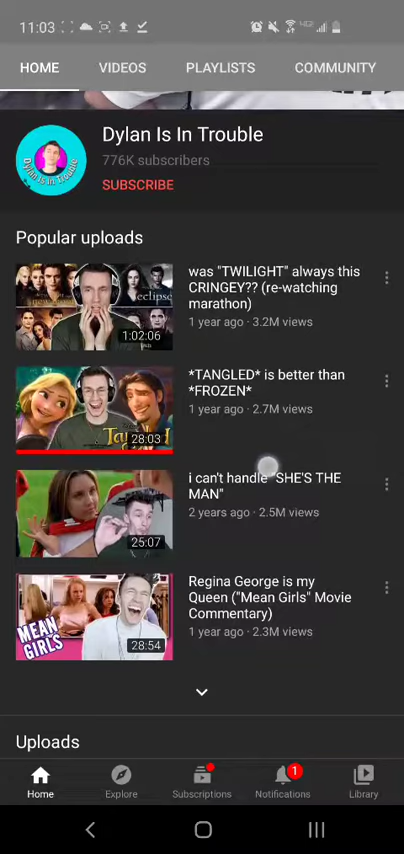 11:03
HOME VIDEOS PLAYLISTS COMMUNITY
Dylan Is In Trouble
Dylan Is In Trouble
776K subscribers
SUBSCRIBE
Popular uploads
eclipse
1:02:06
was "TWILIGHT" always this
CRINGEY?? (re-watching
marathon)
1 year ago · 3.2M views
28:03
*TANGLED* is better than
*FROZEN*
1 year ago · 2.7M views
25:07
i can't handle "SHE'S THE
MAN"
2 years ago · 2.5M views
MEAN
GIRLS
28:54
Regina George is my
Queen ("Mean Girls" Movie
Commentary)
1 year ago · 2.3M views
Uploads
1
Home Explore Subscriptions Notifications Library